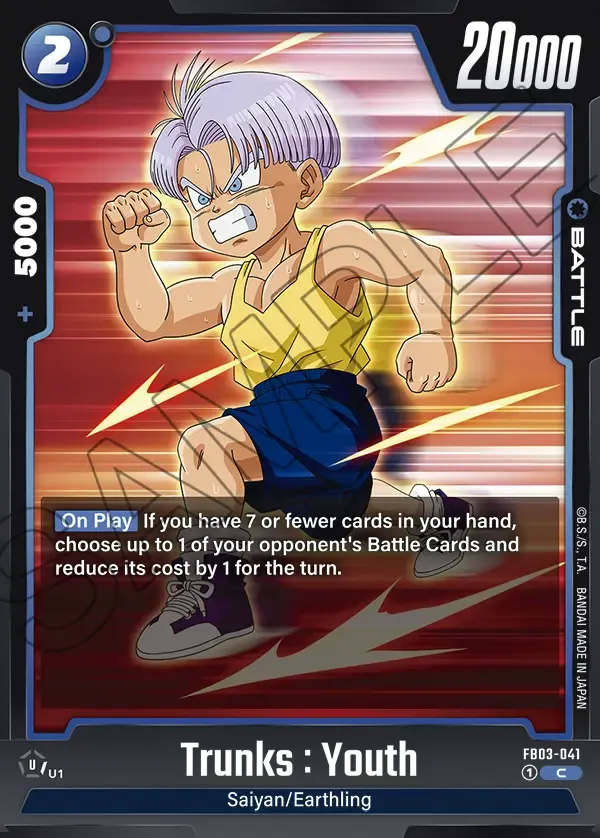 2
20000
+ 5000
BATTLE
SAMPLE
On Play If you have 7 or fewer cards in your hand,
choose up to 1 of your opponent's Battle Cards and
reduce its cost by 1 for the turn.
©B.S./S., T.A. BANDAI MADE IN JAPAN
U/U1
Trunks : Youth
FB03-041
1 C
Saiyan/Earthling